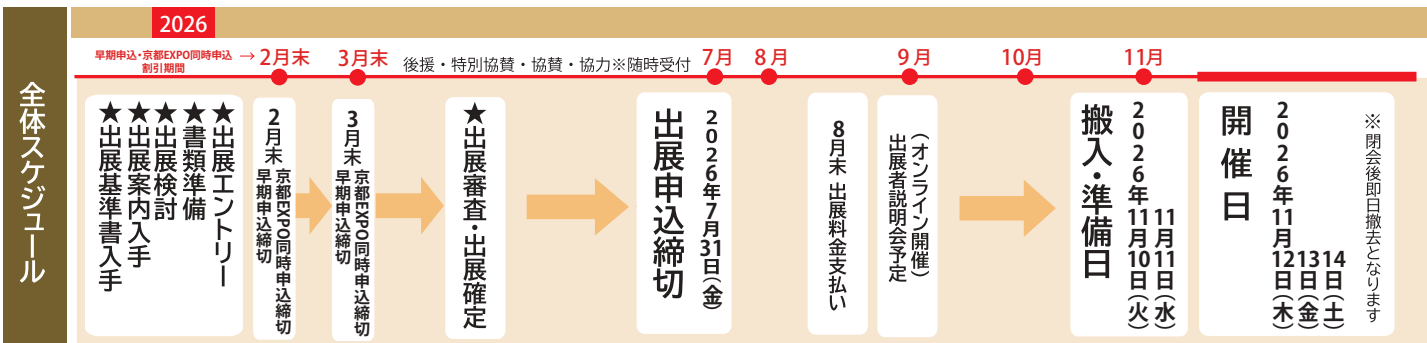 全体スケジュール
2026
早期申込・京都EXPO同時申込
割引期間
→
2月末
3月末
後援・特別協賛・協賛・協力※随時受付
7月
8月
9月
10月
11月
★出展エントリー
★書類準備
★出展検討
★出展案内入手
★出展基準書入手
2月末
京都EXPO同時申込締切
早期申込締切
3月末
京都EXPO同時申込締切
早期申込締切
★出展審査・出展確定
出展申込締切
2026年7月31日(金)
8月末 出展料金支払い
(オンライン開催)
出展者説明会予定
搬入・準備日
2026年11月10日(火)
11月11日(水)
開催日
2026年11月12日(木)
13日(金)
14日(土)
※閉会後即日撤去となります